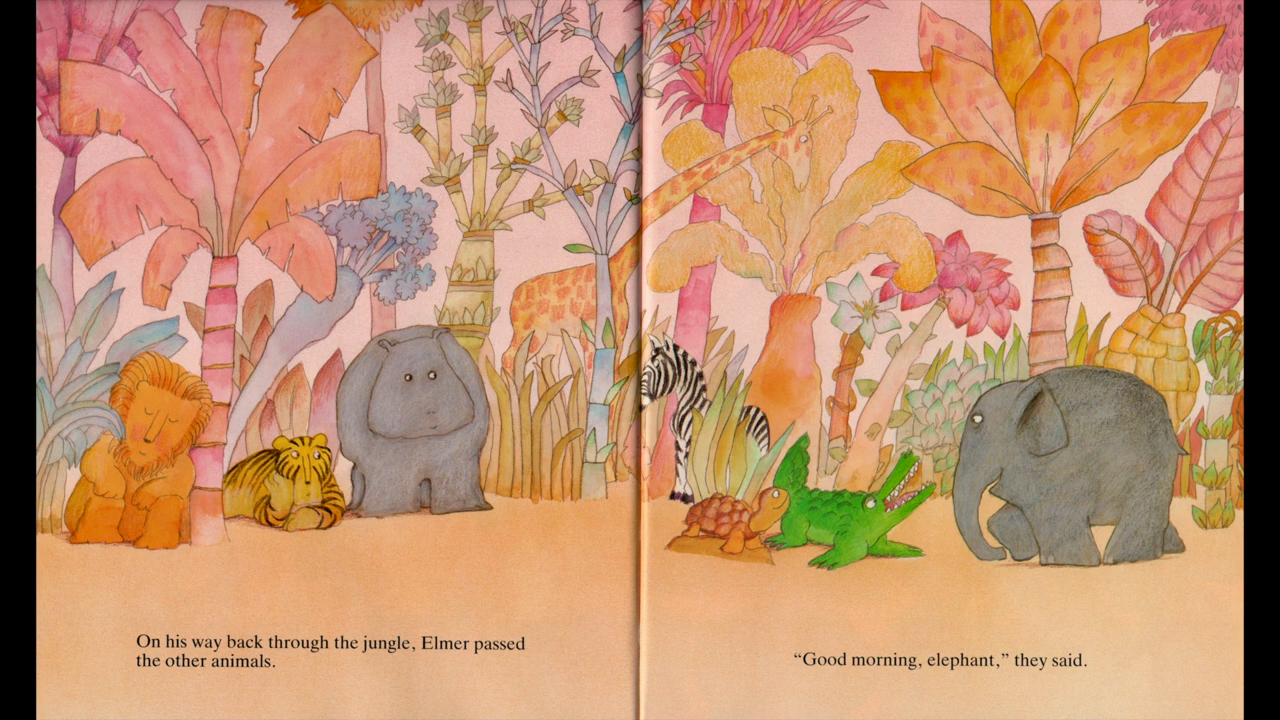 On his way back through the jungle, Elmer passed
the other animals.
“Good morning, elephant,” they said.